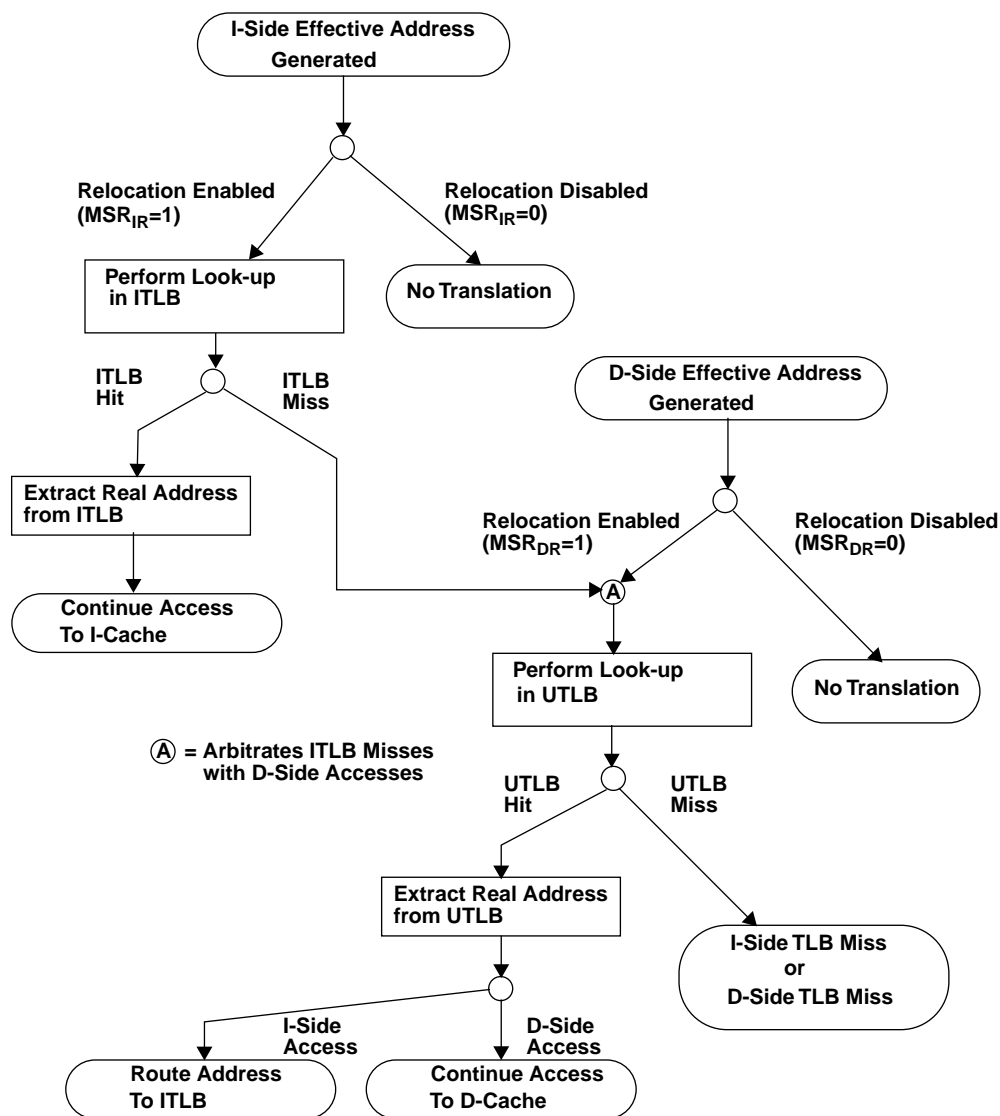 I-Side Effective Address
Generated
Relocation Enabled
(MSRIR=1)
Relocation Disabled
(MSRIR=0)
Perform Look-up
in ITLB
No Translation
ITLB
Hit
ITLB
Miss
D-Side Effective Address
Generated
Extract Real Address
from ITLB
Relocation Enabled
(MSRDR=1)
Relocation Disabled
(MSRDR=0)
Continue Access
To I-Cache
A
Perform Look-up
in UTLB
No Translation
A = Arbitrates ITLB Misses
with D-Side Accesses
UTLB
Hit
UTLB
Miss
Extract Real Address
from UTLB
I-Side TLB Miss
or
D-Side TLB Miss
I-Side
Access
D-Side
Access
Route Address
To ITLB
Continue Access
To D-Cache